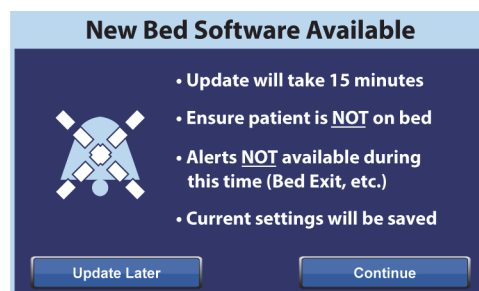 New Bed Software Available
• Update will take 15 minutes
• Ensure patient is NOT on bed
• Alerts NOT available during
this time (Bed Exit, etc.)
• Current settings will be saved
Update Later
Continue